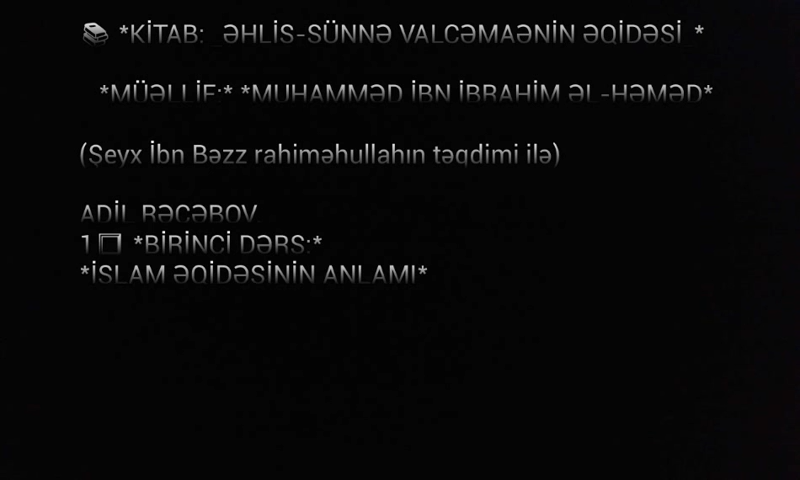 📚 *KİTAB: ƏHLİS-SÜNNƏ VALCƏMAƏNİN ƏQİDƏSİ *
*MÜƏLLİF:* *MUHAMMƏD İBN İBRAHİM ƏL-HƏMƏD*
(Şeyx İbn Bəzz rahiməhullahın təqdimi ilə)
ADİL RƏCƏBOV
1 *BİRİNCİ DƏRS:*
*İSLAM ƏQİDƏSİNİN ANLAMI*